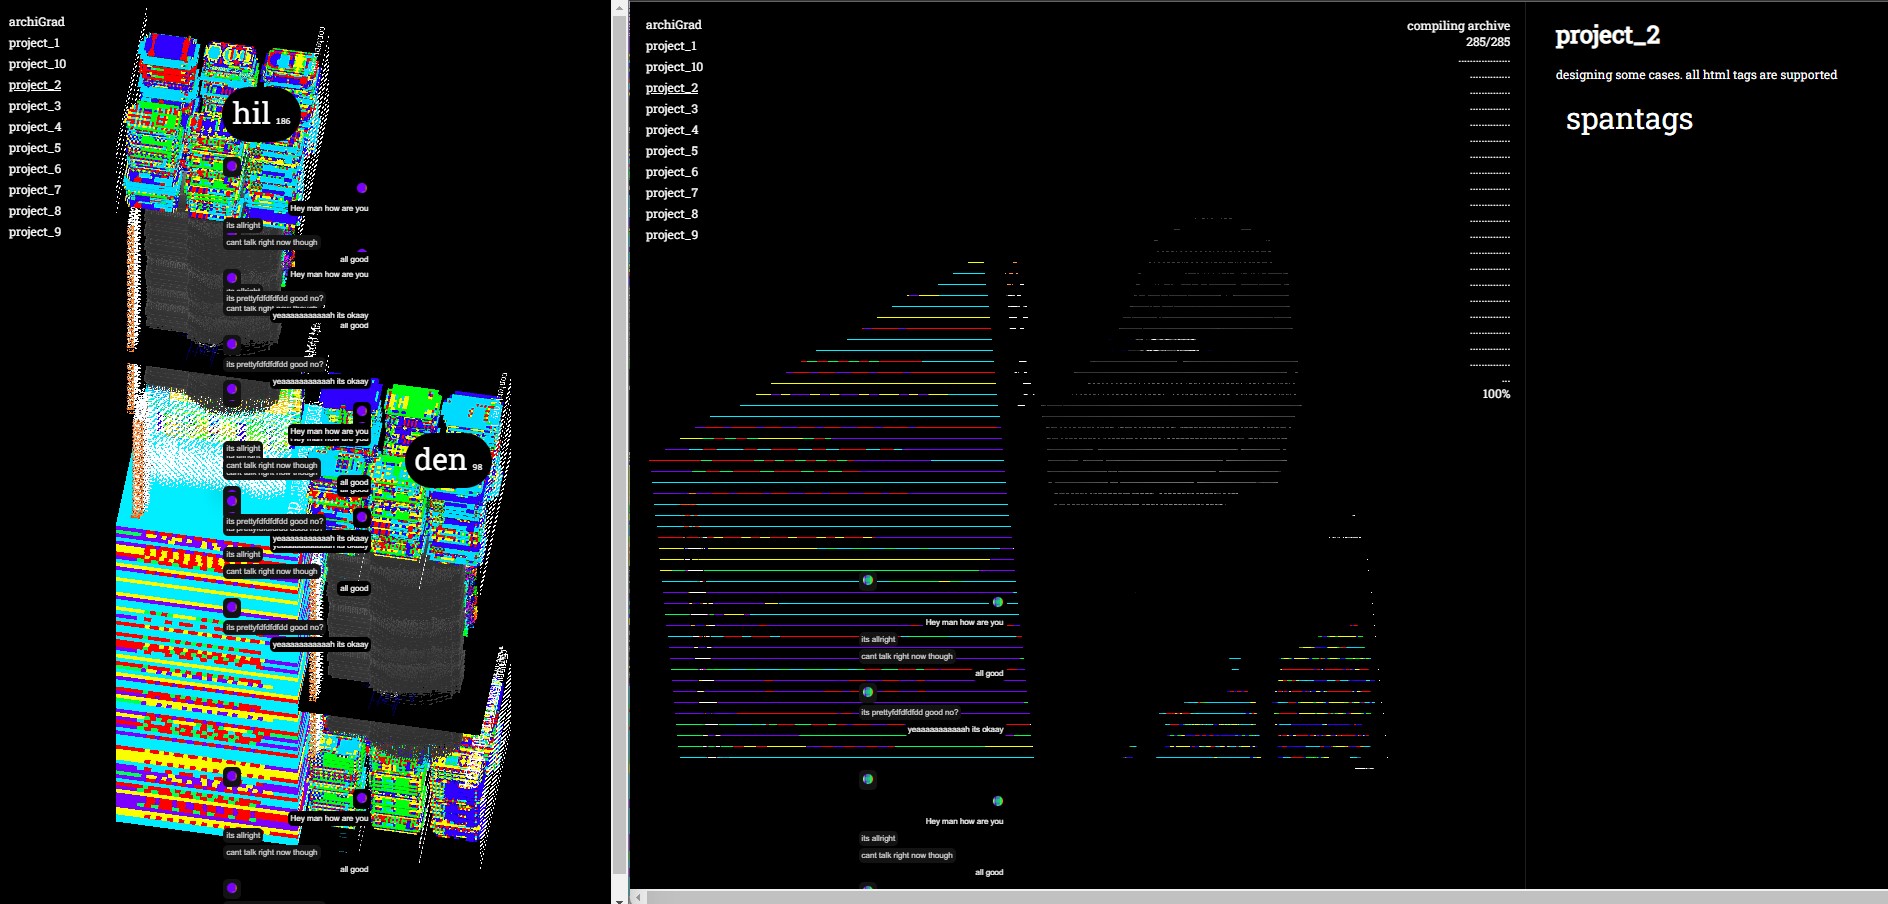 archiGrad
project_1
project_10
project_2
project_3
project_4
project_5
project_6
project_7
project_8
project_9
hil 186
Hey man how are you
its allright
cant talk right now though
all good
Hey man how are you
its allright
its prettyfdfdfdfdd good no?
cant talk right now though
yeaaaaaaaaaaah its okaay
all good
its prettyfdfdfdfdd good no?
yeaaaaaaaaaaah its okaay
Hey man how are you
its allright
den 98
cant talk right now though
all good
its prettyfdfdfdfdd good no?
yeaaaaaaaaaaah its okaay
its allright
cant talk right now though
all good
its prettyfdfdfdfdd good no?
yeaaaaaaaaaaah its okaay
Hey man how are you
its allright
cant talk right now though
all good
archiGrad
project_1
project_10
project_2
project_3
project_4
project_5
project_6
project_7
project_8
project_9
compiling archive
285/285
100%
Hey man how are you
its allright
cant talk right now though
all good
its prettyfdfdfdfdd good no?
yeaaaaaaaaaaah its okaay
Hey man how are you
its allright
cant talk right now though
all good
project_2
designing some cases. all html tags are supported
spantags